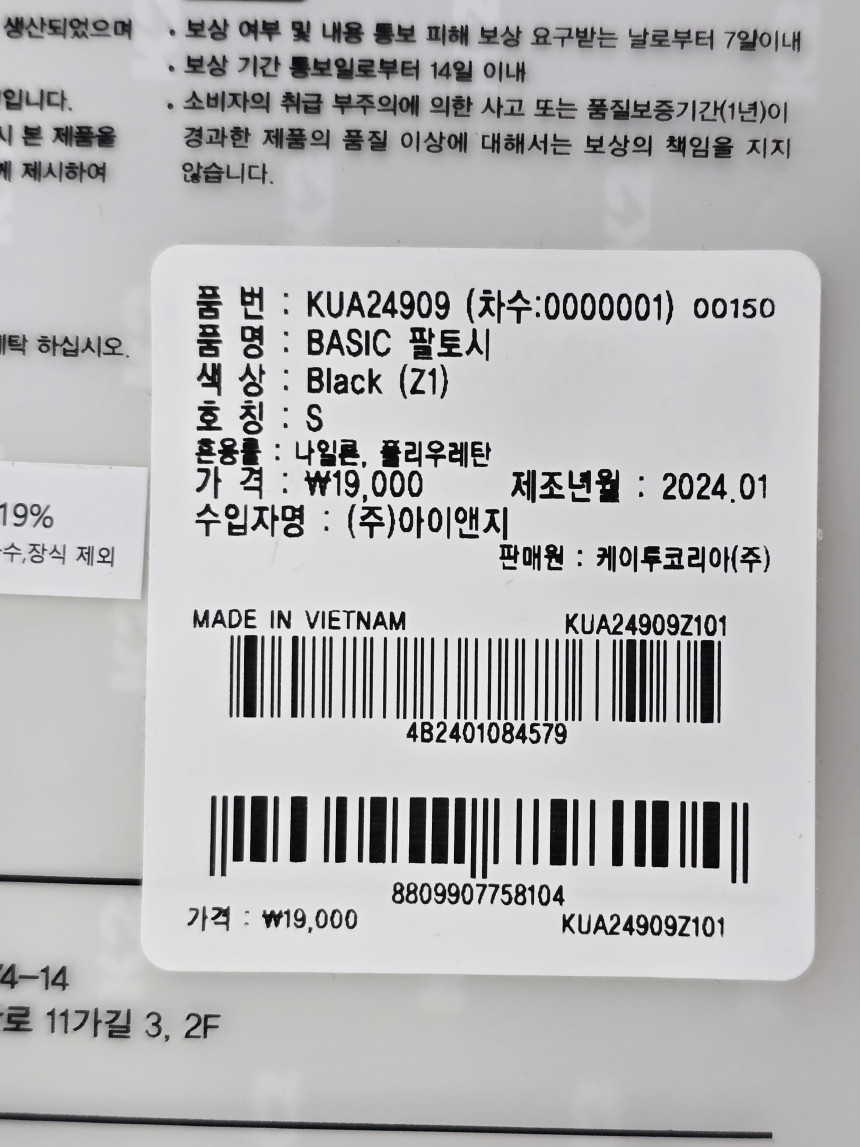 생산되었으며
• 보상 여부 및 내용 통보 피해 보상 요구받는 날로부터 7일이내
• 보상 기간 통보일로부터 14일 이내
입니다.
• 소비자의 취급 부주의에 의한 사고 또는 품질보증기간(1년)이
시 본 제품을
경과한 제품의 품질 이상에 대해서는 보상의 책임을 지지
제시하여
않습니다.
품 번 : KUA24909 (차수:0000001) 00150
품 명 : BASIC 팔토시
하십시오.
색 상 : Black (Z1)
호 칭 : S
혼용률 : 나일론, 폴리우레탄
가 격 : ₩19,000 제조년월 : 2024.01
19%
수입자명 : (주)아이앤지
수,장식 제외
판매원 : 케이투코리아(주)
MADE IN VIETNAM KUA24909Z101
4B2401084579
8809907758104
가격 : ₩19,000 KUA24909Z101
74-14
로 11가길 3, 2F
K2